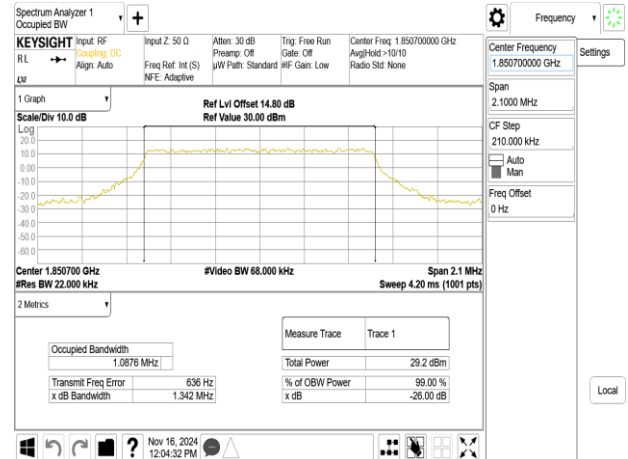 Spectrum Analyzer 1
Occupied BW
Frequency
KEYSIGHT
RL
LXI
Input: RF
Coupling: DC
Align: Auto
Input Z: 50 Ω
Freq Ref: Int (S)
NFE: Adaptive
Atten: 30 dB
Preamp: Off
µW Path: Standard
Trig: Free Run
Gate: Off
#IF Gain: Low
Center Freq: 1.850700000 GHz
Avg|Hold:>10/10
Radio Std: None
Center Frequency
1.850700000 GHz
Settings
Span
2.1000 MHz
CF Step
210.000 kHz
Auto
Man
Freq Offset
0 Hz
Local
1 Graph
Scale/Div 10.0 dB
Ref Lvl Offset 14.80 dB
Ref Value 30.00 dBm
Log
20.0
10.0
0.00
-10.0
-20.0
-30.0
-40.0
-50.0
-60.0
Center 1.850700 GHz
#Video BW 68.000 kHz
Span 2.1 MHz
#Res BW 22.000 kHz
Sweep 4.20 ms (1001 pts)
2 Metrics
Measure Trace Trace 1
Occupied Bandwidth
1.0876 MHz
Total Power 29.2 dBm
Transmit Freq Error 636 Hz
% of OBW Power 99.00 %
x dB Bandwidth 1.342 MHz
x dB -26.00 dB
?
Nov 16, 2024
12:04:32 PM